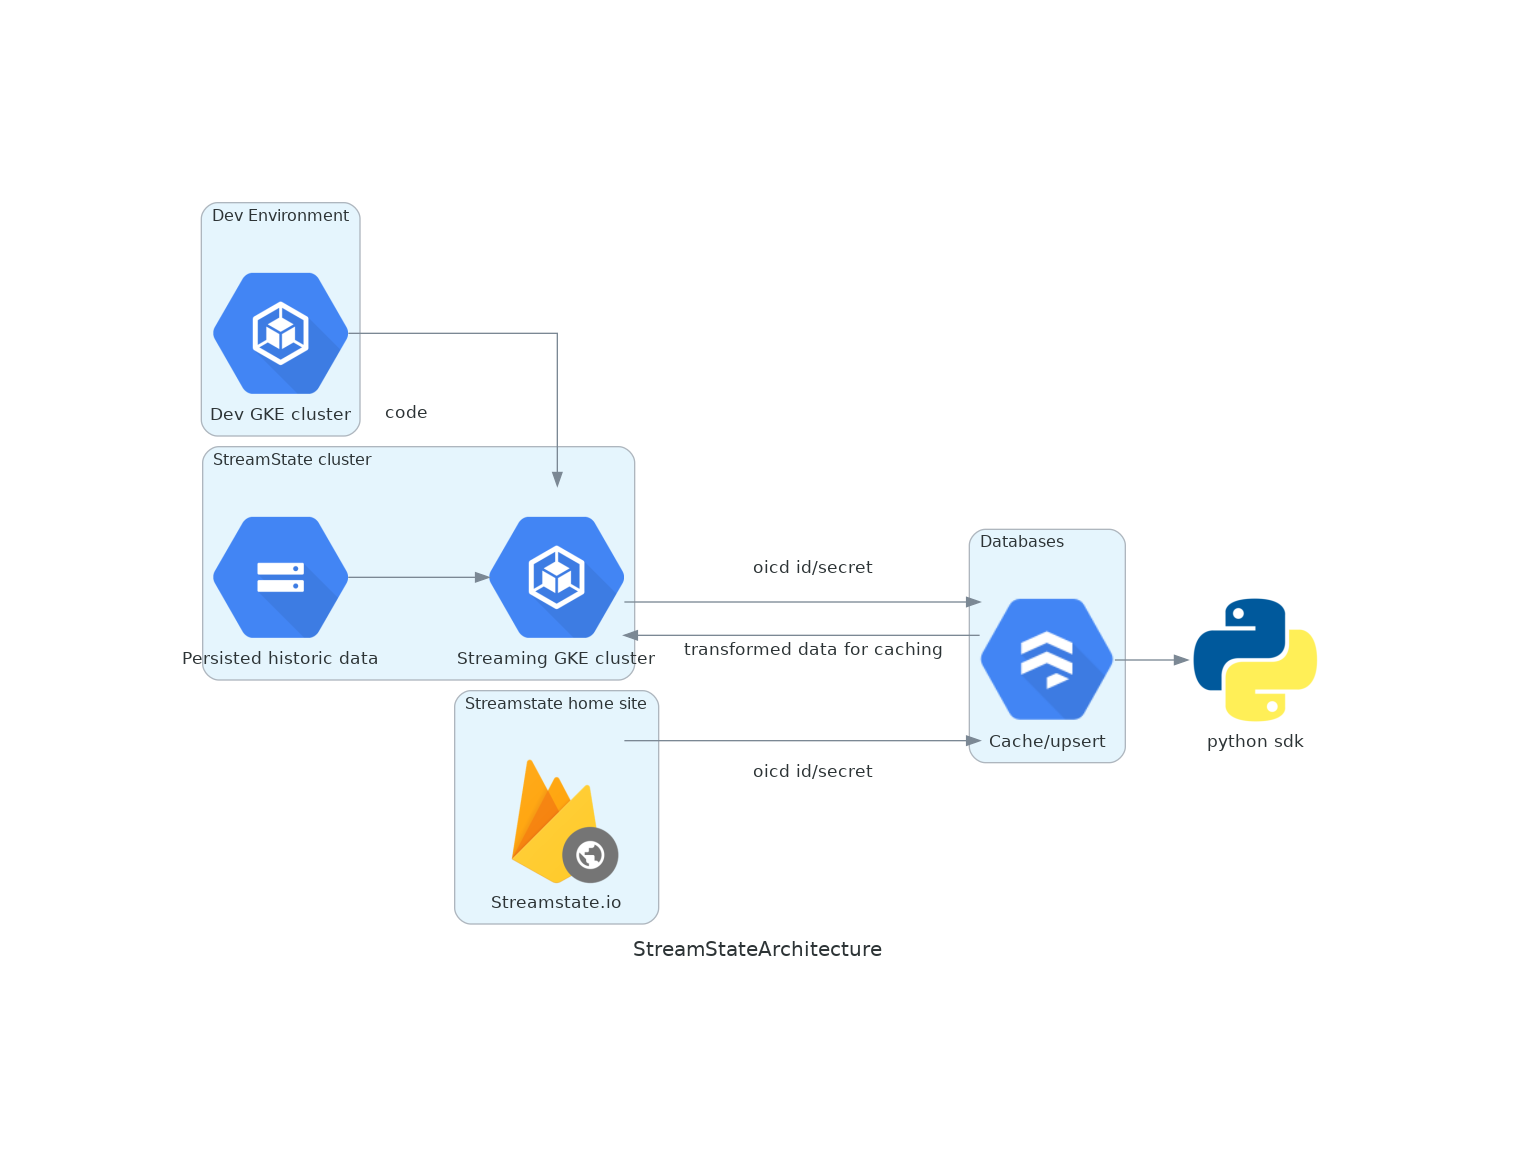 Dev Environment
Dev GKE cluster
code
StreamState cluster
Persisted historic data
Streaming GKE cluster
oicd id/secret
transformed data for caching
Databases
Cache/upsert
python sdk
Streamstate home site
oicd id/secret
Streamstate.io
StreamStateArchitecture